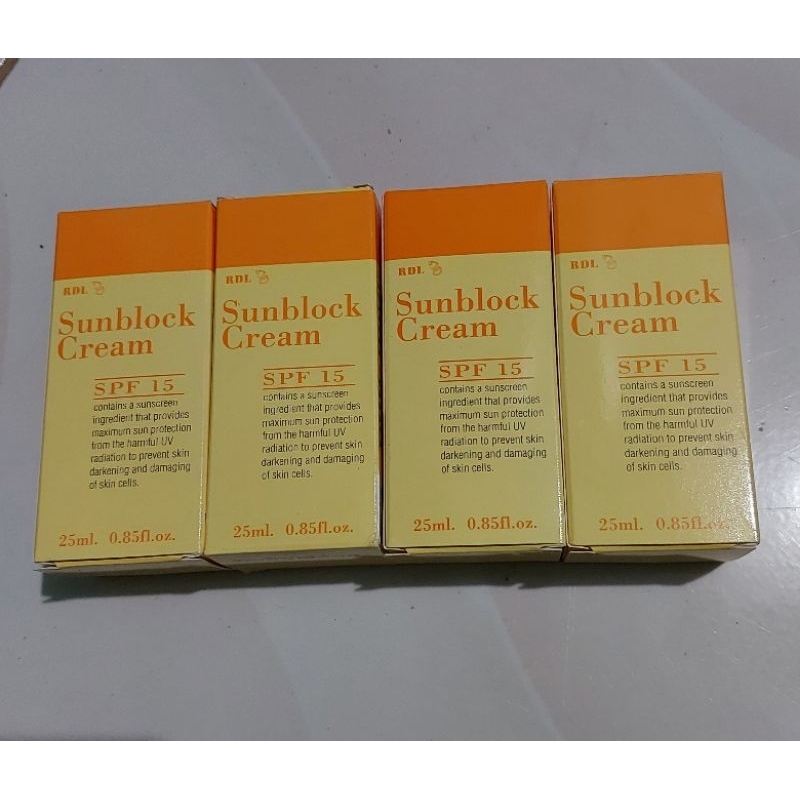 RDL
Sunblock
Cream
SPF 15
contains a sunscreen
ingredient that provides
maximum sun protection
from the harmful UV
radiation to prevent skin
darkening and damaging
of skin cells.
25ml. 0.85fl.oz.
RDL
Sunblock
Cream
SPF 15
contains a sunscreen
ingredient that provides
maximum sun protection
from the harmful UV
radiation to prevent skin
darkening and damaging
of skin cells.
25ml. 0.85fl.oz.
RDL
Sunblock
Cream
SPF 15
contains a sunscreen
ingredient that provides
maximum sun protection
from the harmful UV
radiation to prevent skin
darkening and damaging
of skin cells.
25ml. 0.85fl.oz.
RDL
Sunblock
Cream
SPF 15
contains a sunscreen
ingredient that provides
maximum sun protection
from the harmful UV
radiation to prevent skin
darkening and damaging
of skin cells.
25ml. 0.85fl.oz.